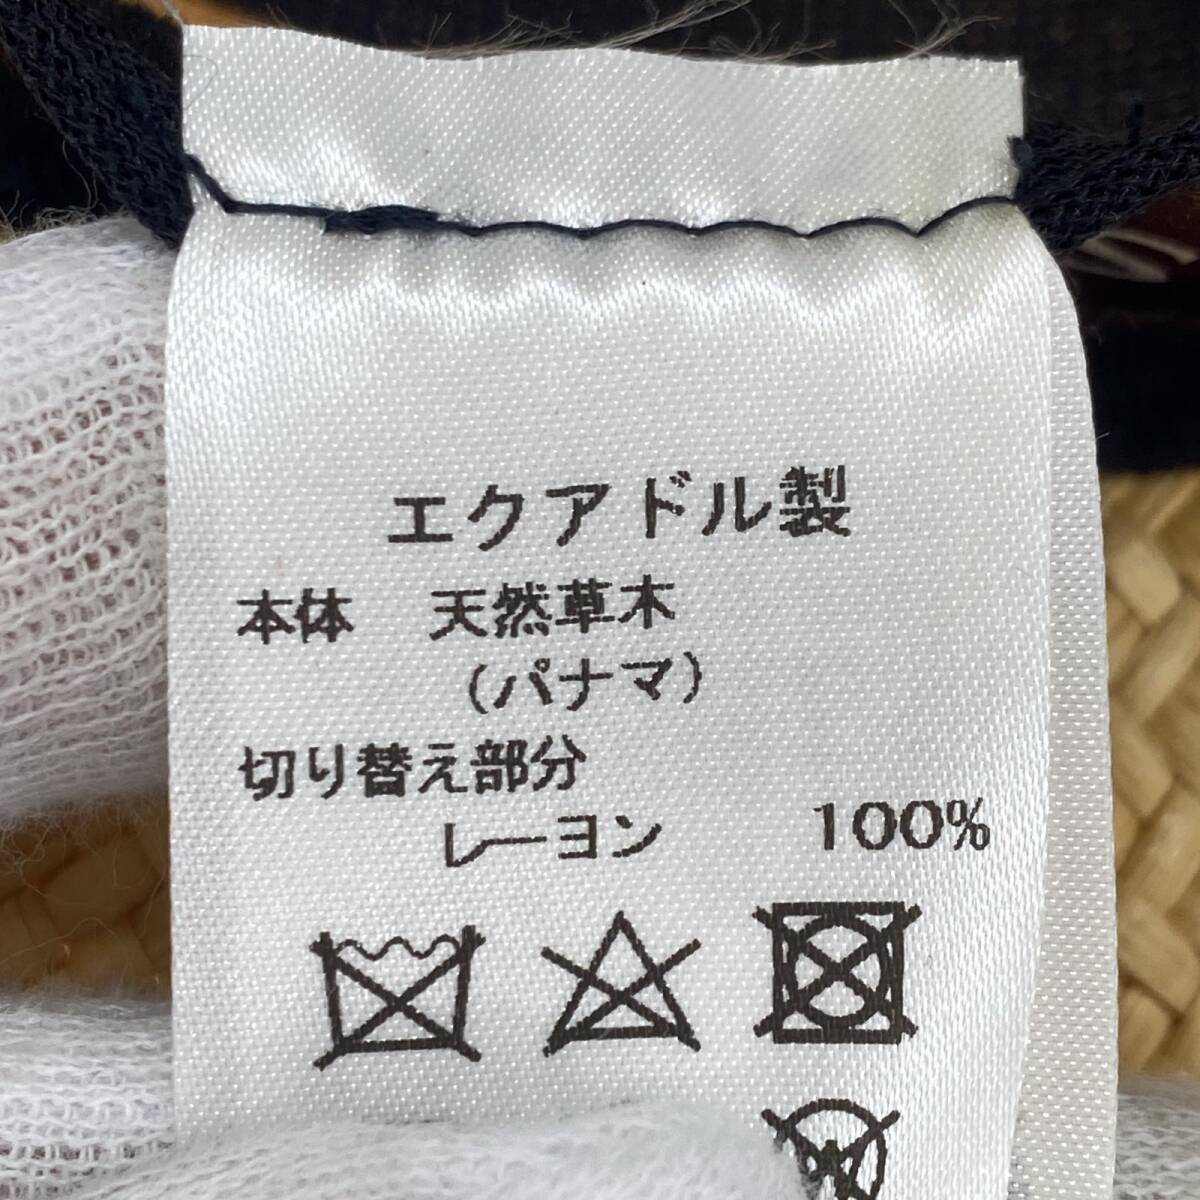 エクアドル製
本体　天然草木
(パナマ)
切り替え部分
レーヨン　100%